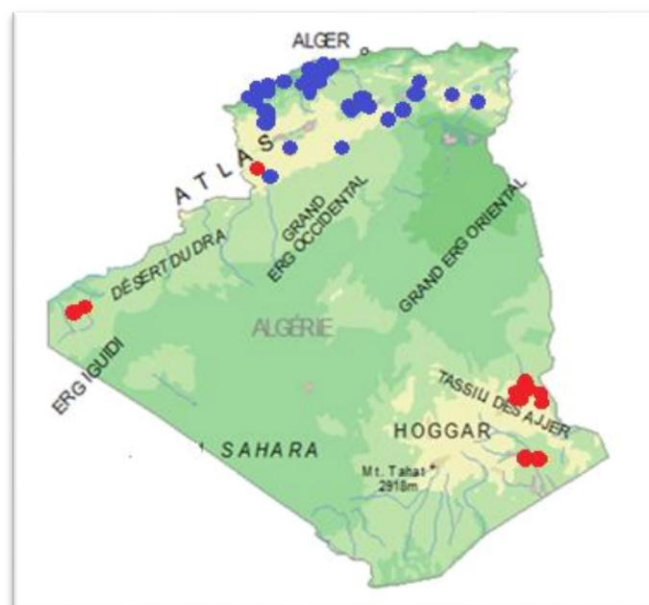 ALGER
ATLAS
GRAND
ERG OCCIDENTAL
GRAND ERG ORIENTAL
DÉSERT DU DRA
ALGÉRIE
ERG IGUIDI
TASSILI DES AJJER
HOGGAR
SAHARA
Mt. Tahat
2918m